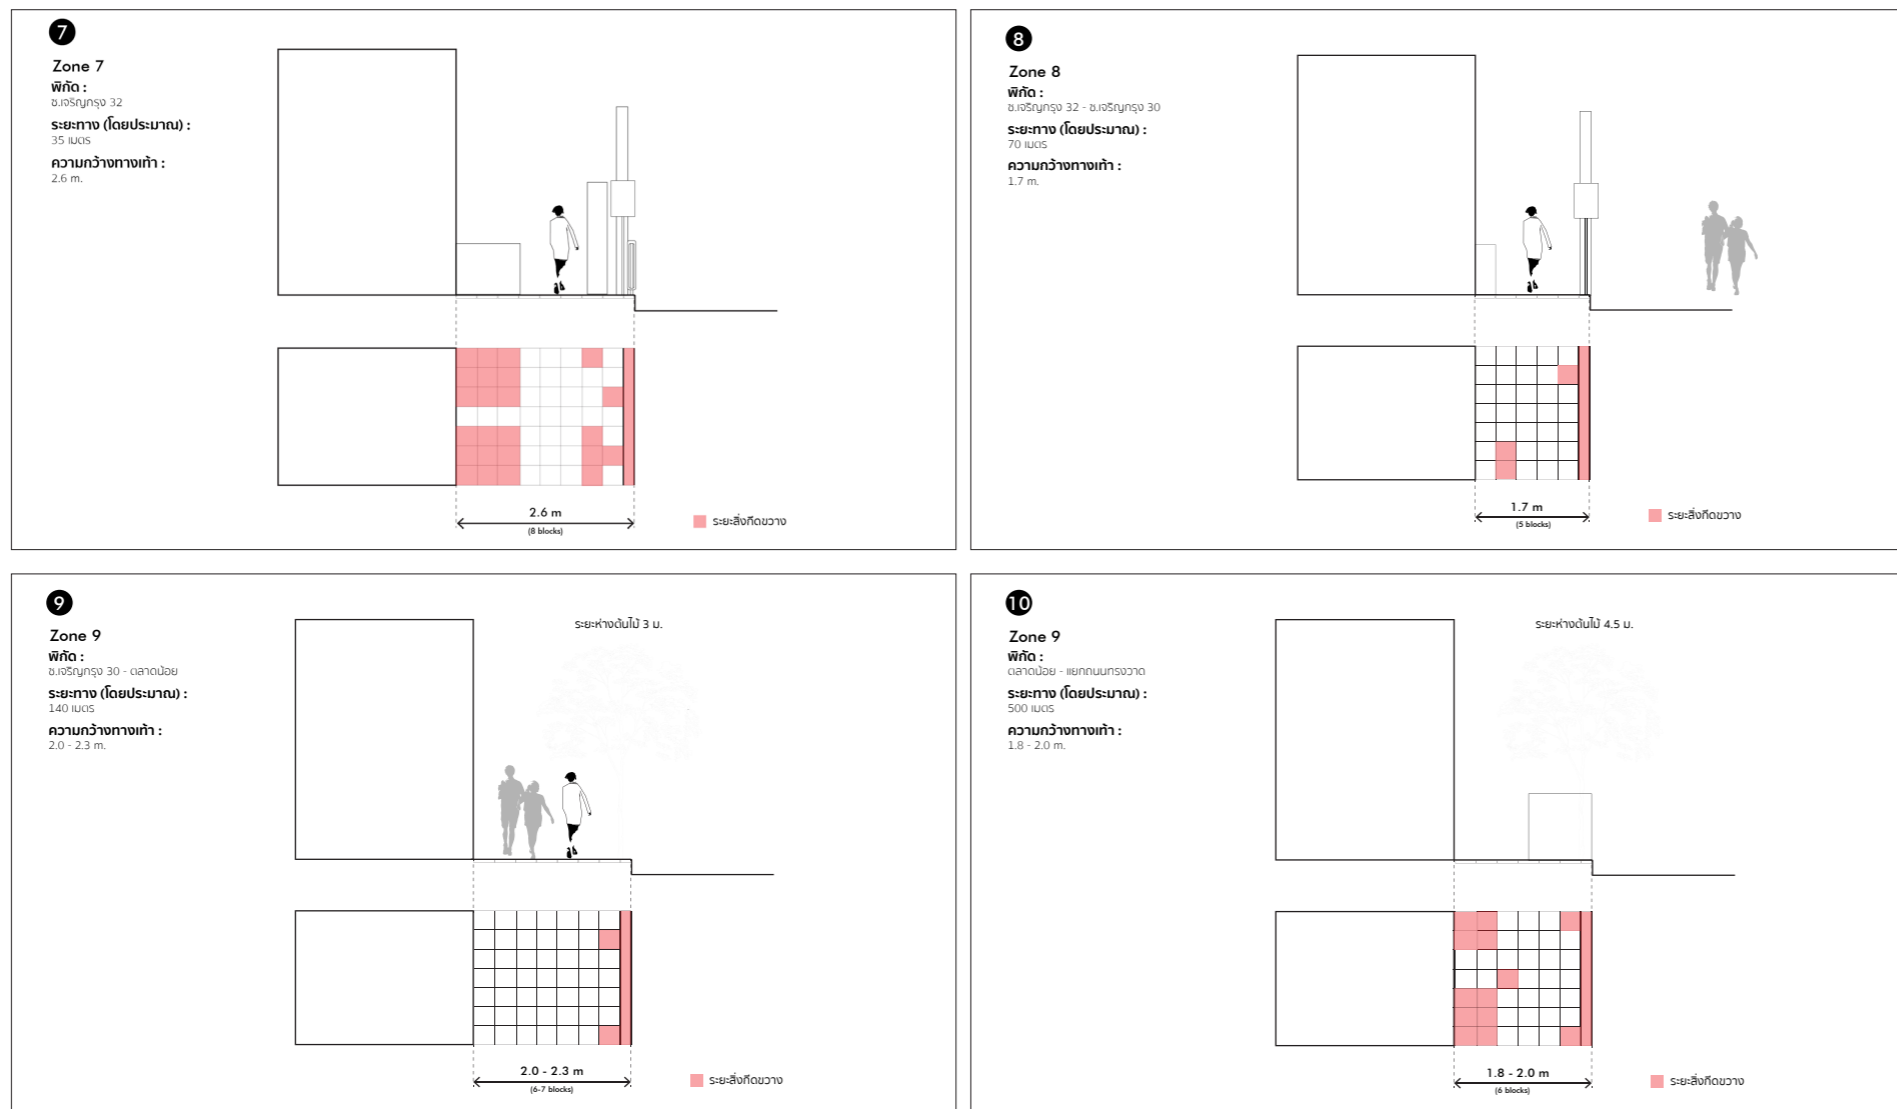 7
Zone 7
พิกัด :
ซ.เจริญกรุง 32
ระยะทาง (โดยประมาณ) :
35 เมตร
ความกว้างทางเท้า :
2.6 m.
2.6 m
(8 blocks)
ระยะสิ่งกีดขวาง
8
Zone 8
พิกัด :
ซ.เจริญกรุง 32 - ซ.เจริญกรุง 30
ระยะทาง (โดยประมาณ) :
70 เมตร
ความกว้างทางเท้า :
1.7 m.
1.7 m
(5 blocks)
ระยะสิ่งกีดขวาง
9
Zone 9
พิกัด :
ซ.เจริญกรุง 30 - ตลาดน้อย
ระยะทาง (โดยประมาณ) :
140 เมตร
ความกว้างทางเท้า :
2.0 - 2.3 m.
ระยะห่างต้นไม้ 3 ม.
2.0 - 2.3 m
(6-7 blocks)
ระยะสิ่งกีดขวาง
10
Zone 9
พิกัด :
ตลาดน้อย - แยกถนนทรงวาด
ระยะทาง (โดยประมาณ) :
500 เมตร
ความกว้างทางเท้า :
1.8 - 2.0 m.
ระยะห่างต้นไม้ 4.5 ม.
1.8 - 2.0 m
(6 blocks)
ระยะสิ่งกีดขวาง